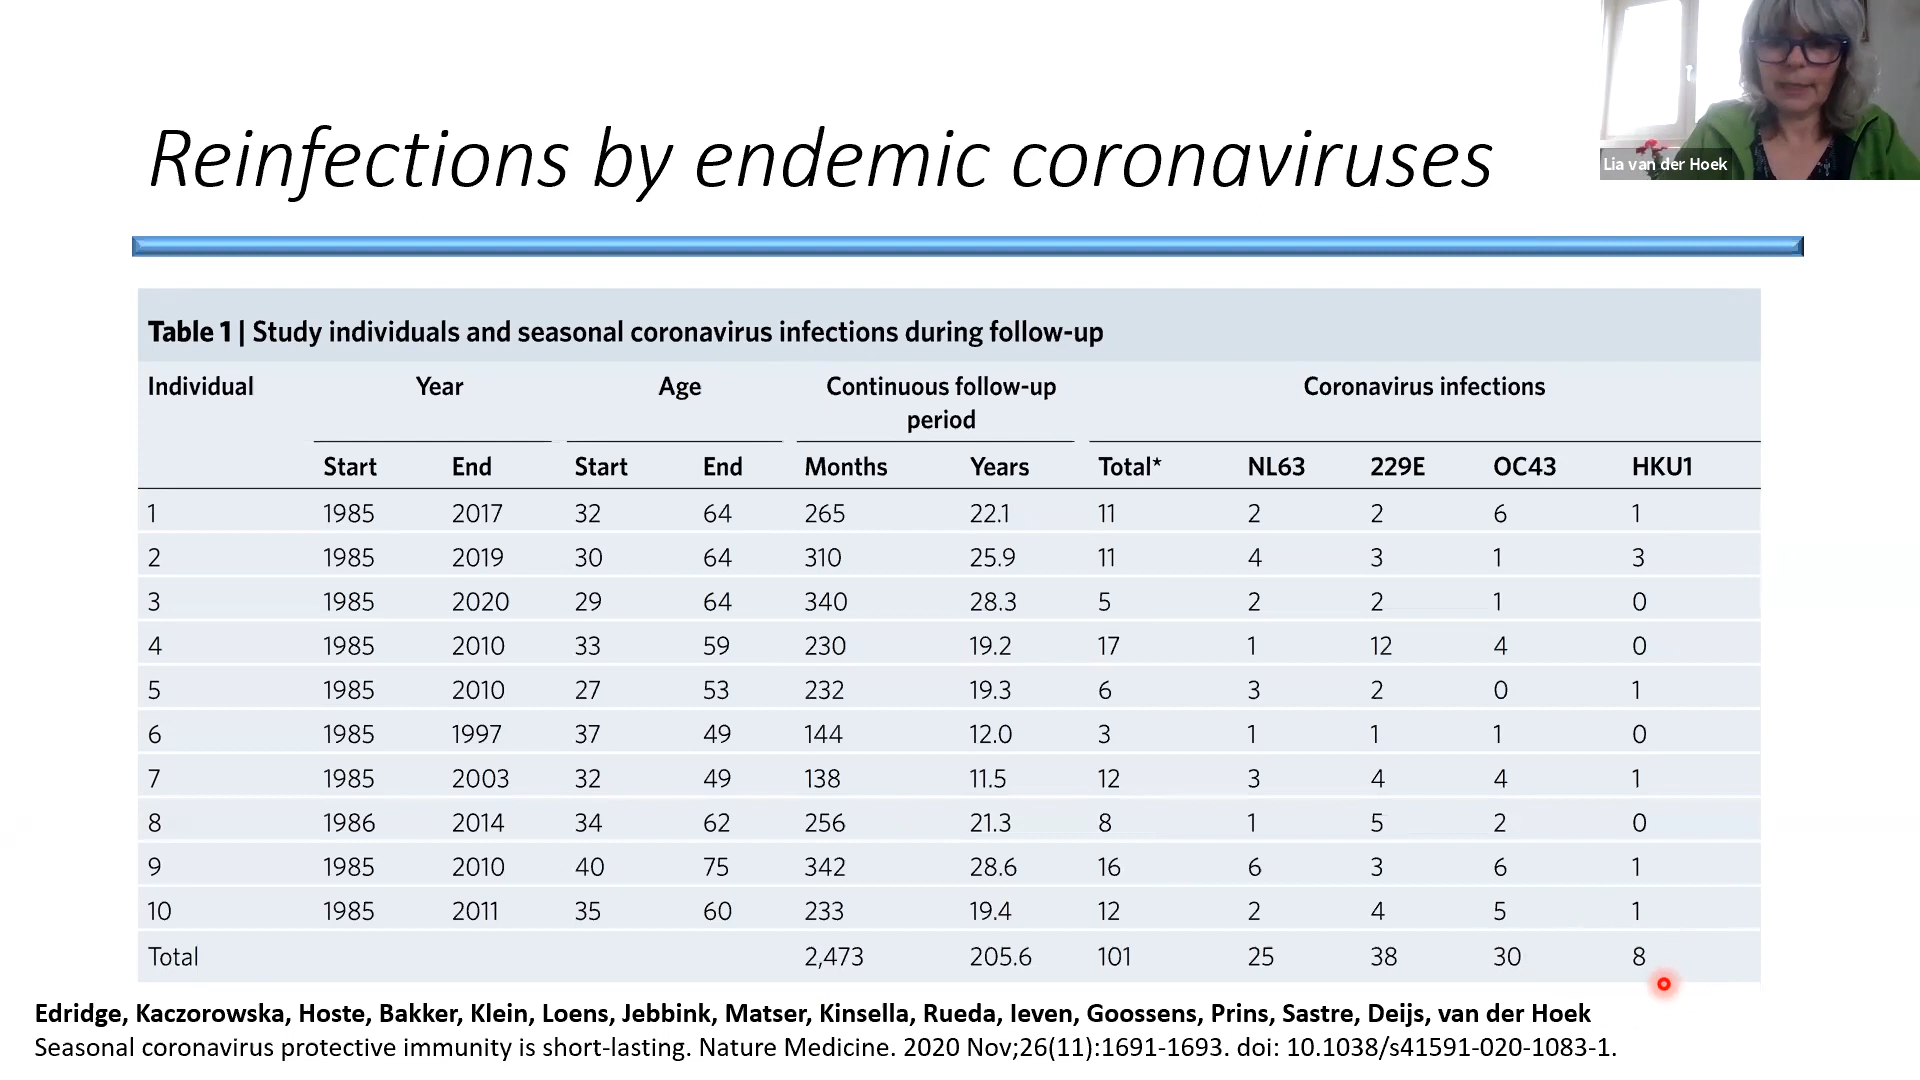 Reinfections by endemic coronaviruses
Lia van der Hoek
Table 1 | Study individuals and seasonal coronavirus infections during follow-up
Individual Year Age Continuous follow-up period Coronavirus infections
Start End Start End Months Years Total* NL63 229E OC43 HKU1
1 1985 2017 32 64 265 22.1 11 2 2 6 1
2 1985 2019 30 64 310 25.9 11 4 3 1 3
3 1985 2020 29 64 340 28.3 5 2 2 1 0
4 1985 2010 33 59 230 19.2 17 1 12 4 0
5 1985 2010 27 53 232 19.3 6 3 2 0 1
6 1985 1997 37 49 144 12.0 3 1 1 1 0
7 1985 2003 32 49 138 11.5 12 3 4 4 1
8 1986 2014 34 62 256 21.3 8 1 5 2 0
9 1985 2010 40 75 342 28.6 16 6 3 6 1
10 1985 2011 35 60 233 19.4 12 2 4 5 1
Total 2,473 205.6 101 25 38 30 8
Edridge, Kaczorowska, Hoste, Bakker, Klein, Loens, Jebbink, Matser, Kinsella, Rueda, Ieven, Goossens, Prins, Sastre, Deijs, van der Hoek
Seasonal coronavirus protective immunity is short-lasting. Nature Medicine. 2020 Nov;26(11):1691-1693. doi: 10.1038/s41591-020-1083-1.